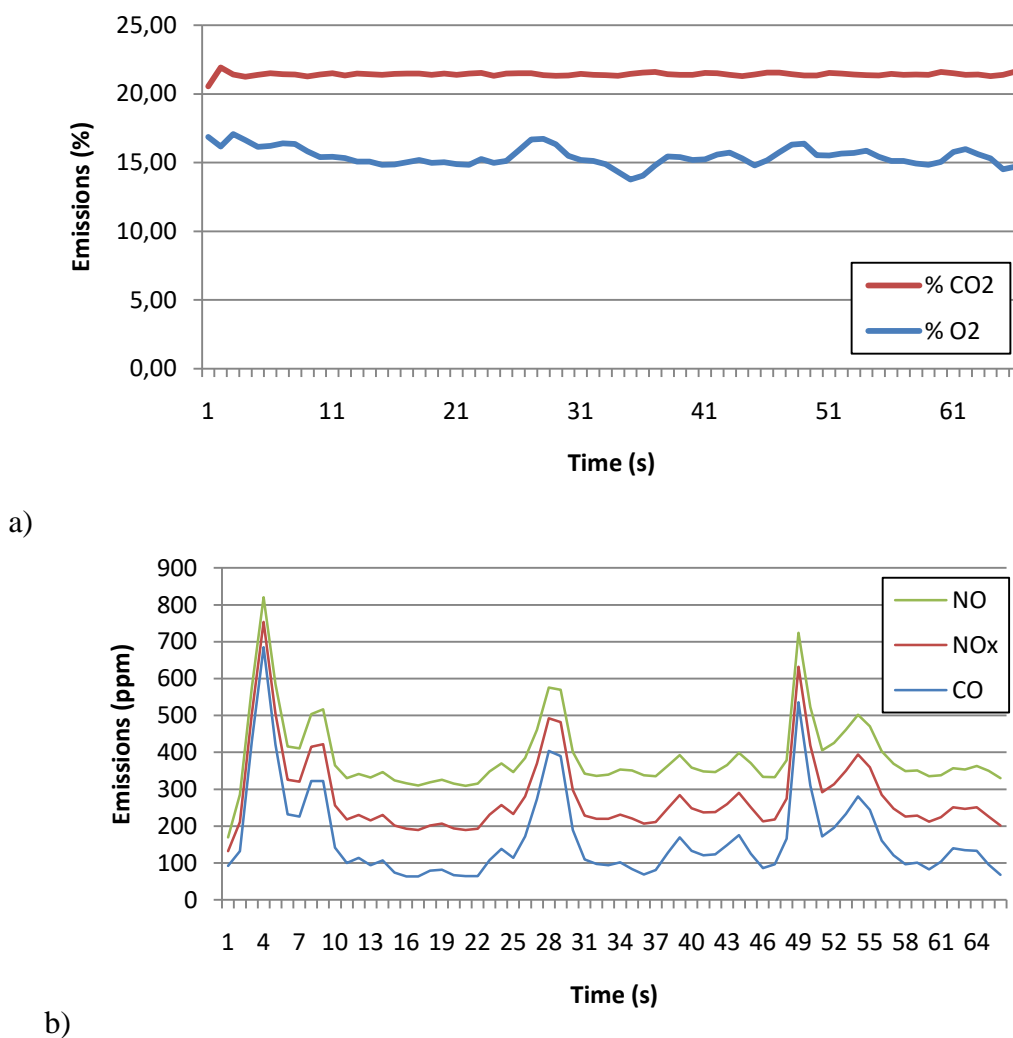 25,00
20,00
15,00
10,00
5,00
0,00
Emissions (%)
% CO2
% O2
1 11 21 31 41 51 61
Time (s)
a)
900
800
700
600
500
400
300
200
100
0
Emissions (ppm)
NO
NOx
CO
1 4 7 10 13 16 19 22 25 28 31 34 37 40 43 46 49 52 55 58 61 64
Time (s)
b)